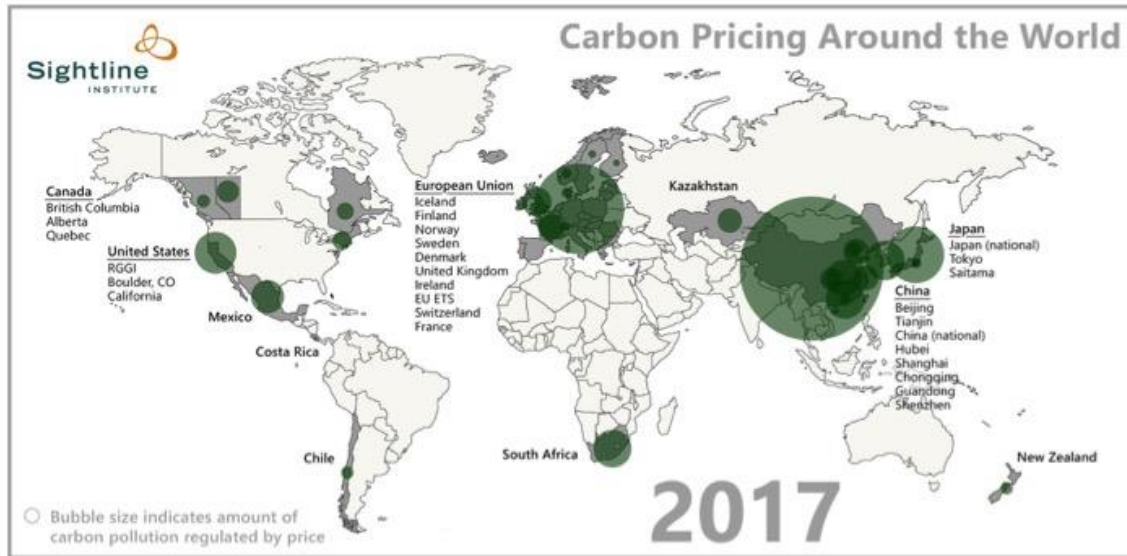 Carbon Pricing Around the World
Sightline
INSTITUTE
Canada
British Columbia
Alberta
Quebec
United States
RGGI
Boulder, CO
California
Mexico
Costa Rica
Chile
European Union
Iceland
Finland
Norway
Sweden
Denmark
United Kingdom
Ireland
EU ETS
Switzerland
France
Kazakhstan
Japan
Japan (national)
Tokyo
Saitama
China
Beijing
Tianjin
China (national)
Hubei
Shanghai
Chongqing
Guandong
Shenzhen
South Africa
New Zealand
2017
Bubble size indicates amount of
carbon pollution regulated by price